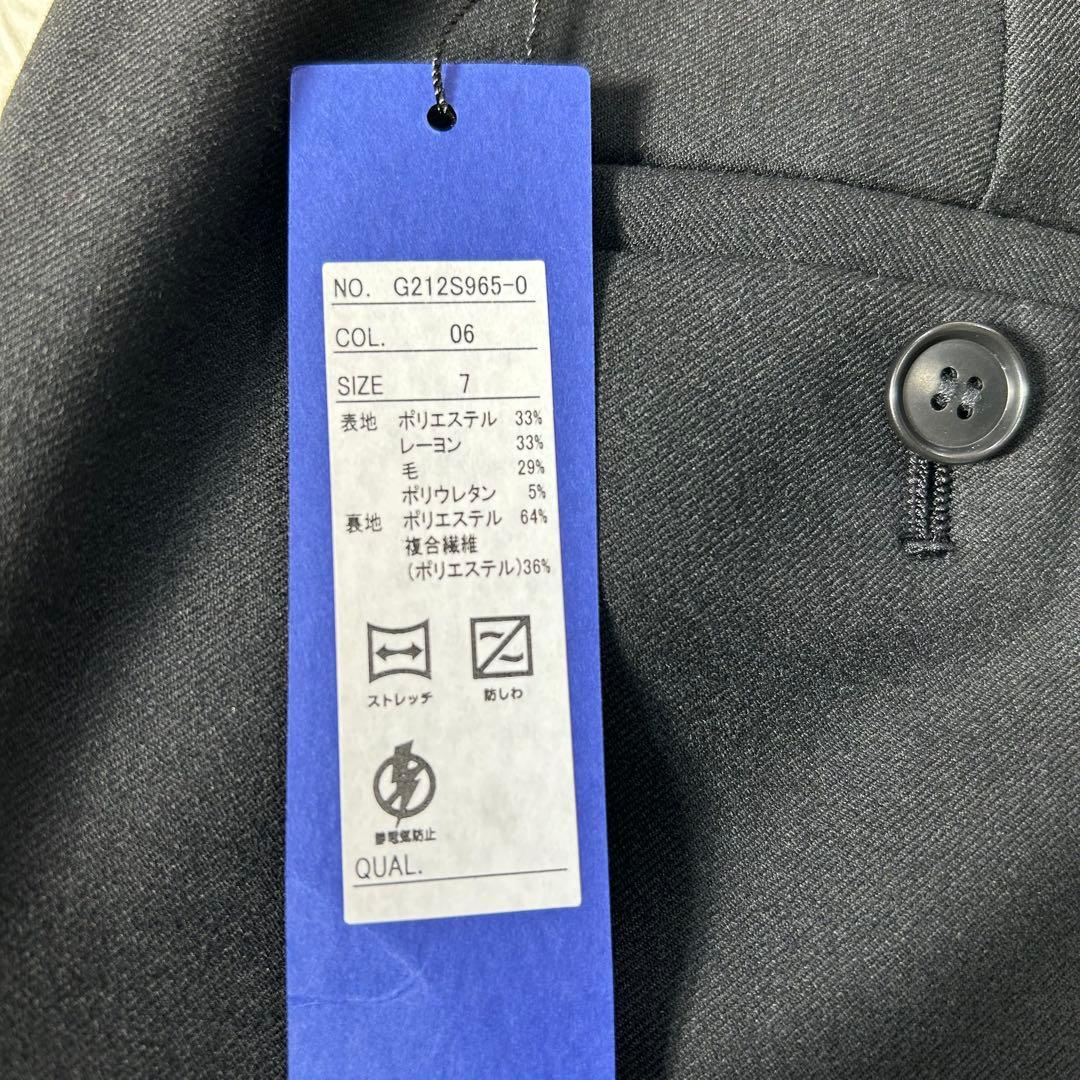 NO. G212S965-0
COL. 06
SIZE 7
表地 ポリエステル 33%
レーヨン 33%
毛 29%
ポリウレタン 5%
裏地 ポリエステル 64%
複合繊維
(ポリエステル)36%
ストレッチ 防しわ
静電気防止
QUAL.